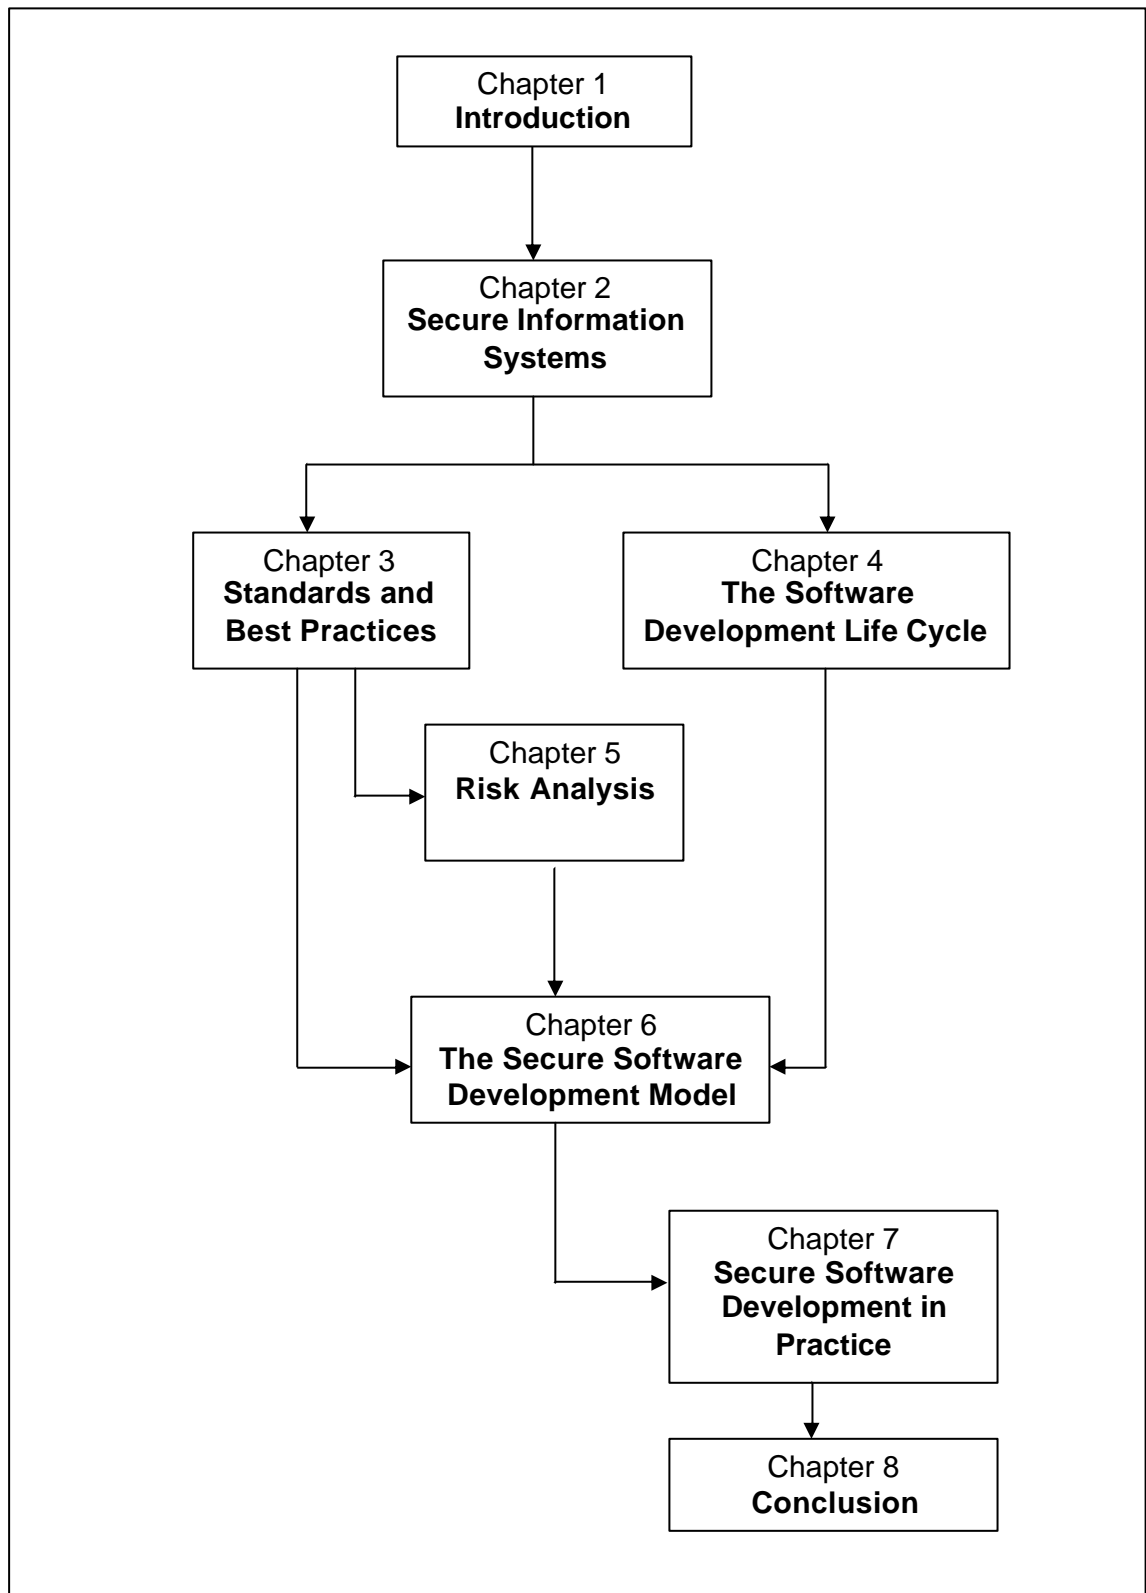 Chapter 1
Introduction
Chapter 2
Secure Information
Systems
Chapter 3
Standards and
Best Practices
Chapter 4
The Software
Development Life Cycle
Chapter 5
Risk Analysis
Chapter 6
The Secure Software
Development Model
Chapter 7
Secure Software
Development in
Practice
Chapter 8
Conclusion